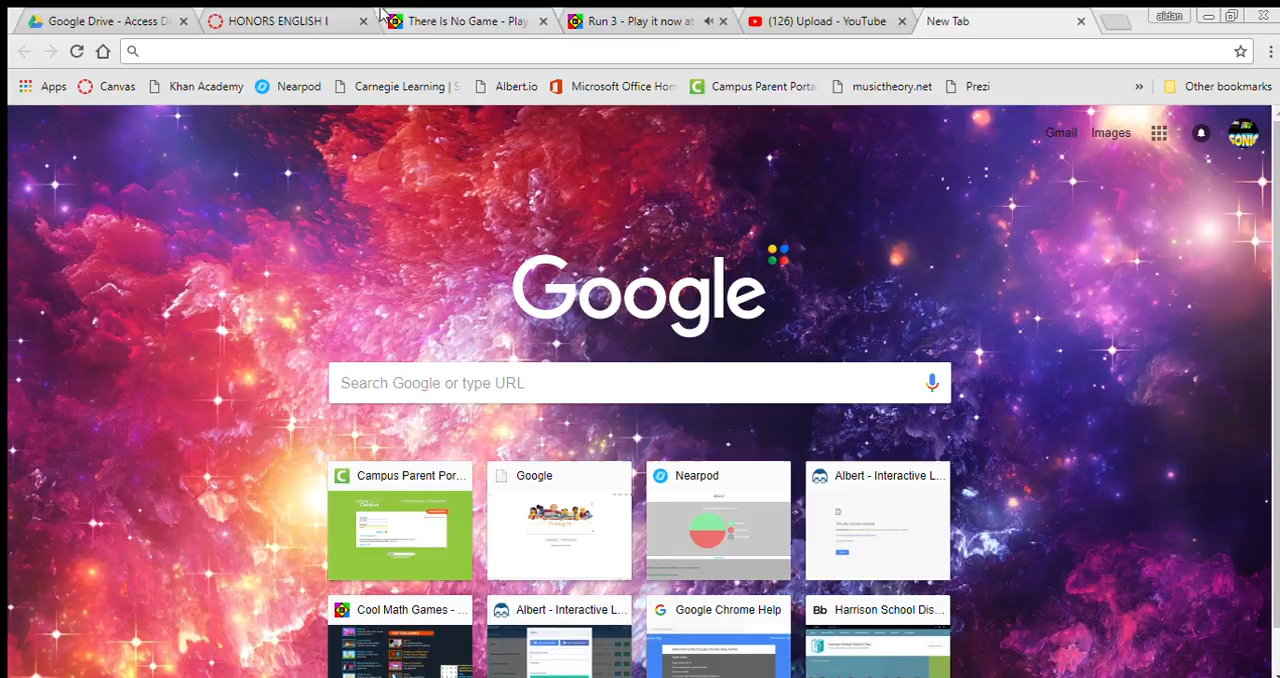 Google Drive - Access D
HONORS ENGLISH I
There Is No Game - Play
Run 3 - Play it now at
(126) Upload - YouTube
New Tab
aidan
Apps
Canvas
Khan Academy
Nearpod
Carnegie Learning | S
Albert.io
Microsoft Office Hom
Campus Parent Porta
musictheory.net
Prezi
»
Other bookmarks
Gmail
Images
SONIC
Google
Search Google or type URL
Campus Parent Por...
Google
Nearpod
Albert - Interactive L...
Cool Math Games - ...
Albert - Interactive L...
Google Chrome Help
Bb Harrison School Dis...